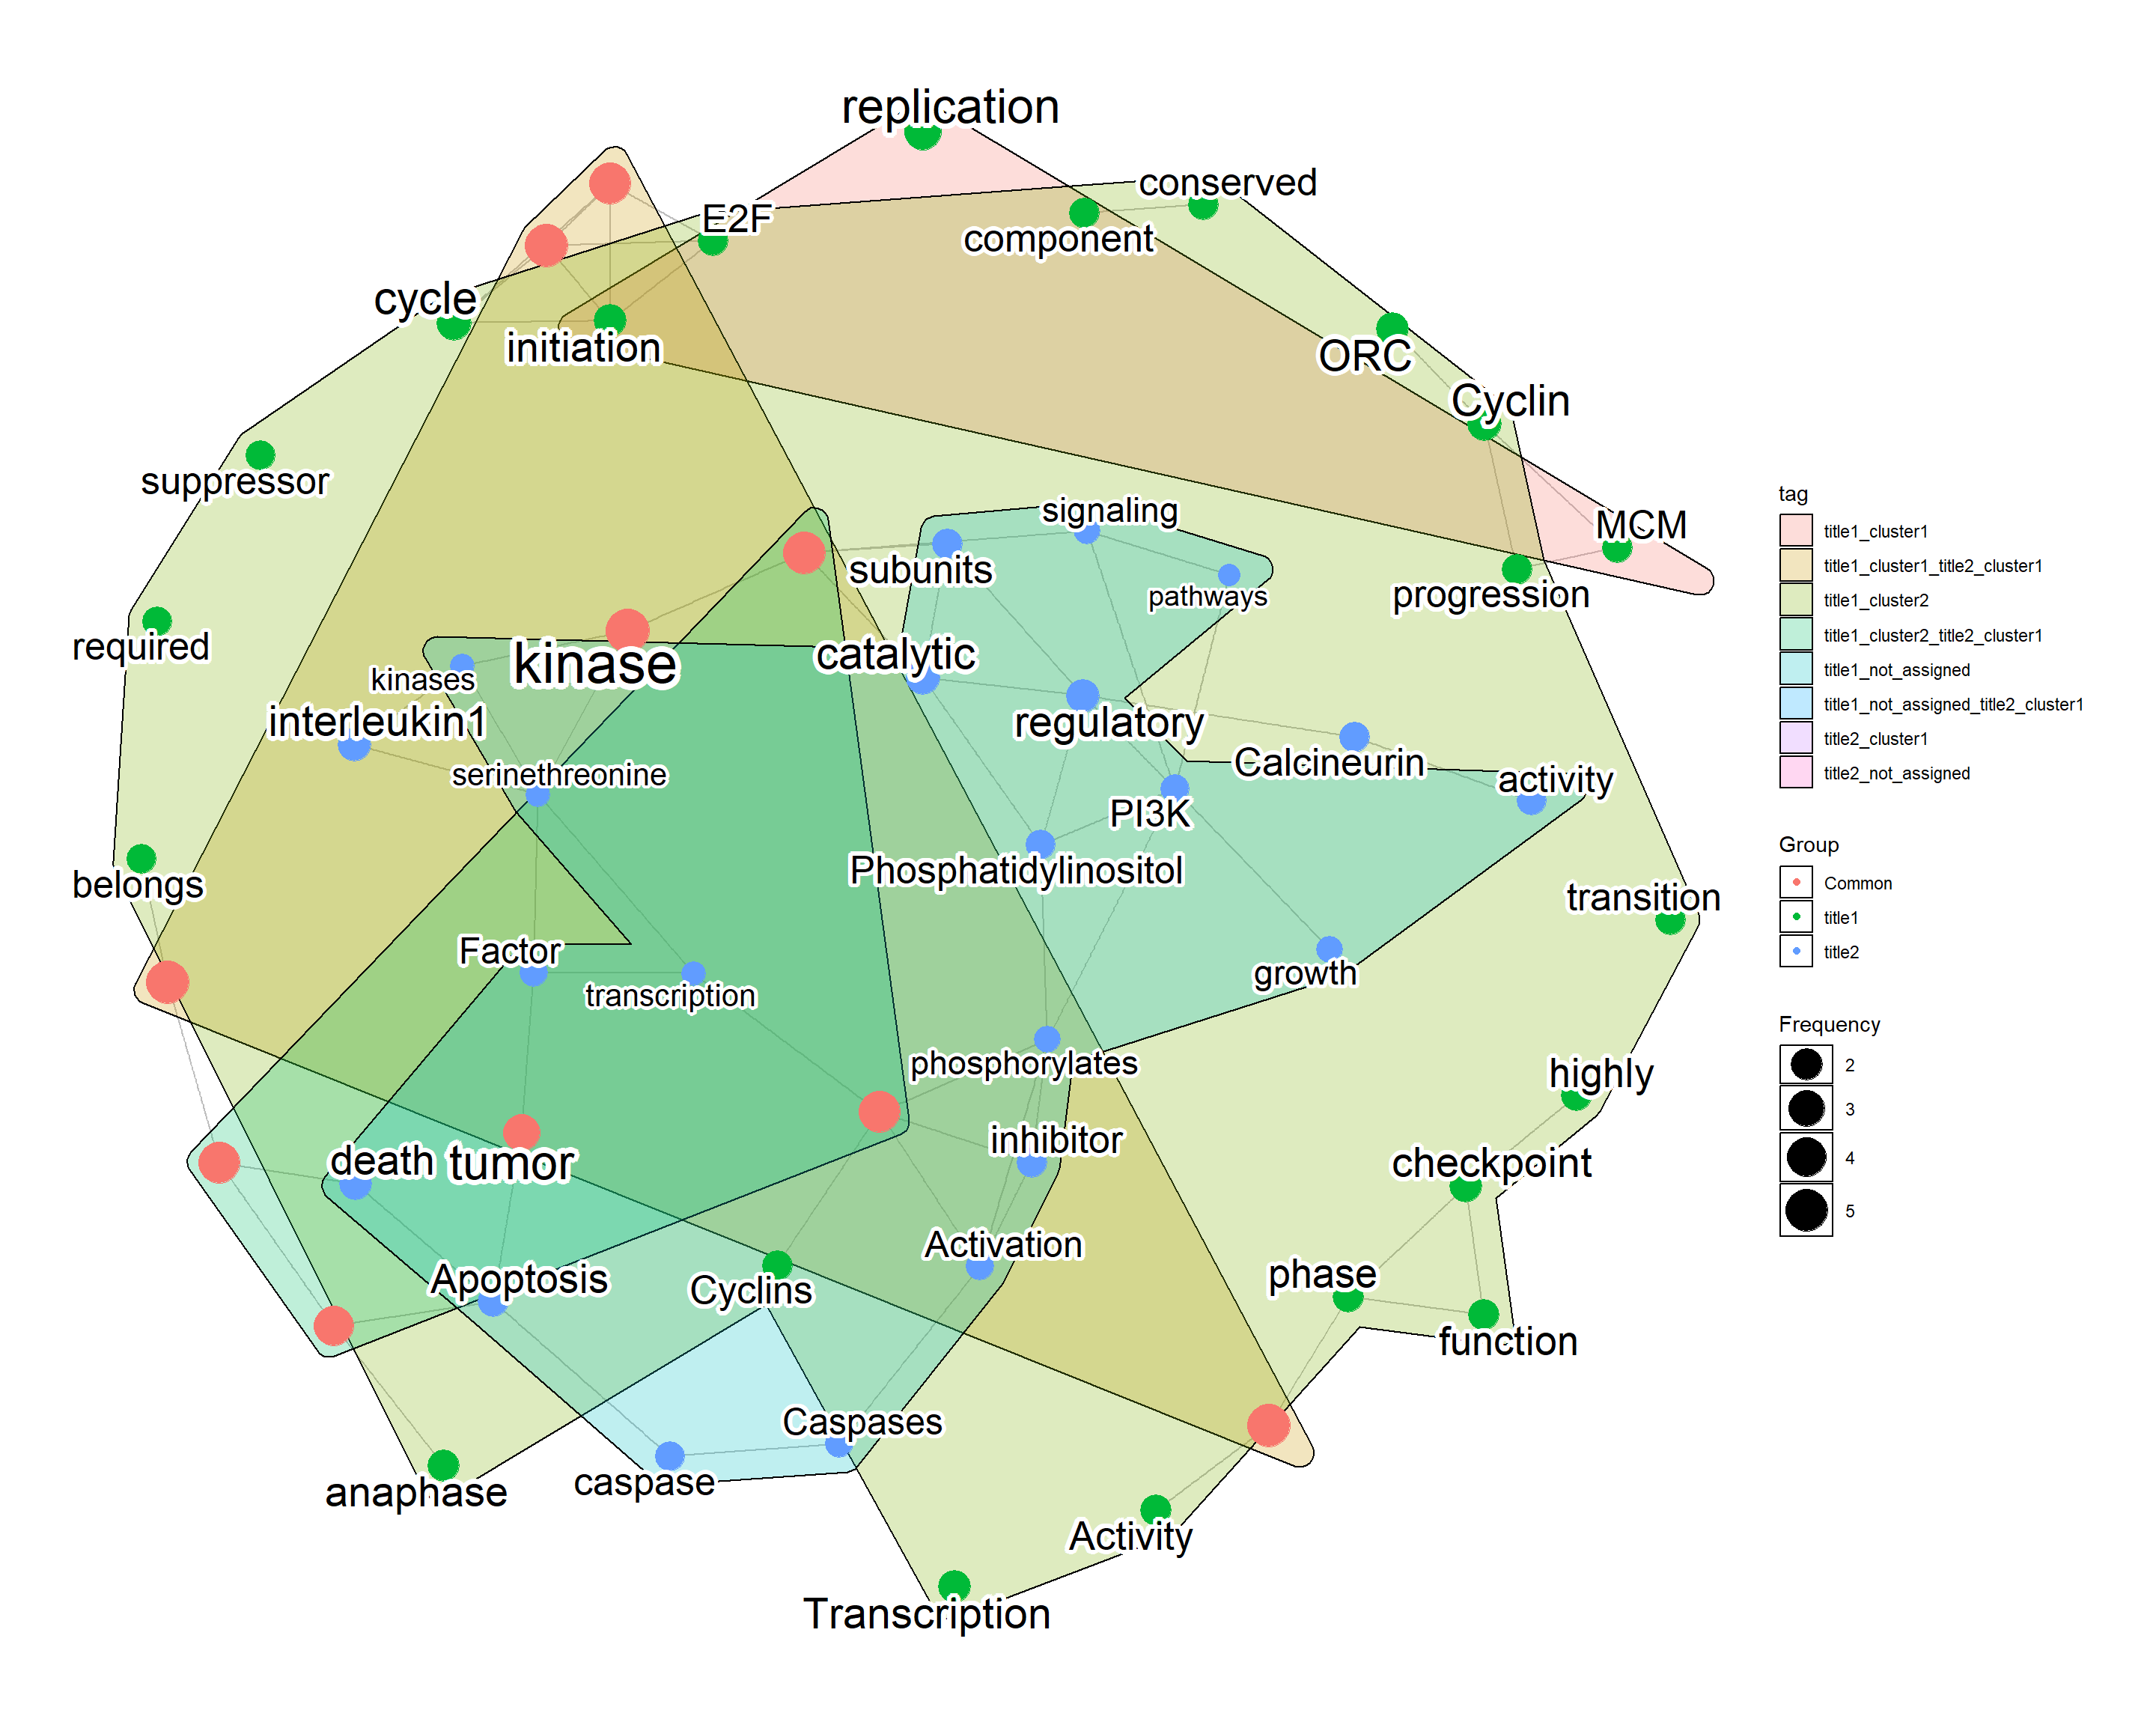 replication
conserved
E2F
component
cycle
initiation
ORC
Cyclin
suppressor
signaling
MCM
subunits
pathways
progression
required
kinase
catalytic
kinases
interleukin1
regulatory
serinethreonine
Calcineurin
activity
PI3K
Phosphatidylinositol
belongs
transition
Factor
growth
transcription
phosphorylates
highly
inhibitor
death
tumor
checkpoint
Activation
Apoptosis
Cyclins
phase
function
Caspases
caspase
anaphase
Activity
Transcription
tag
title1_cluster1
title1_cluster1_title2_cluster1
title1_cluster2
title1_cluster2_title2_cluster1
title1_not_assigned
title1_not_assigned_title2_cluster1
title2_cluster1
title2_not_assigned
Group
Common
title1
title2
Frequency
2
3
4
5